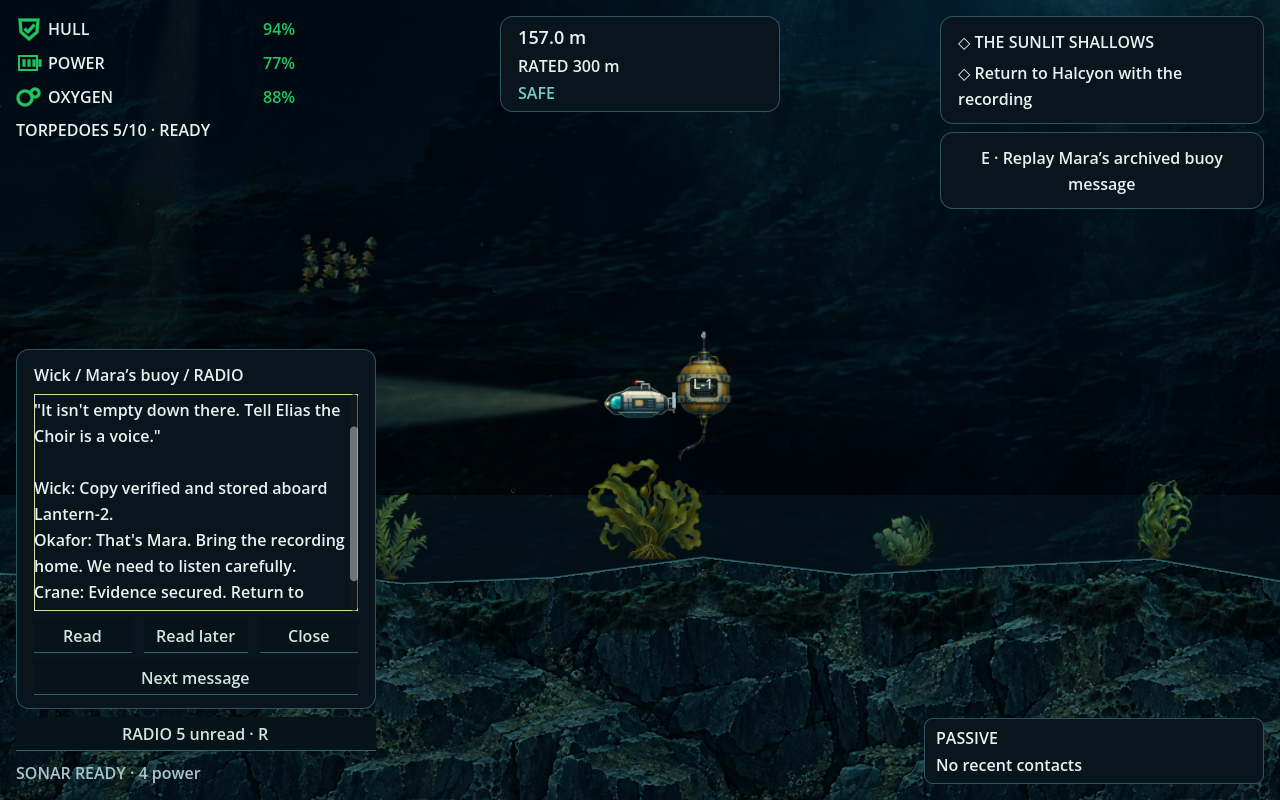 HULL 94%
POWER 77%
OXYGEN 88%
TORPEDOES 5/10 · READY
157.0 m
RATED 300 m
SAFE
◇ THE SUNLIT SHALLOWS
◇ Return to Halcyon with the
recording
E · Replay Mara’s archived buoy
message
L-1
Wick / Mara’s buoy / RADIO
"It isn't empty down there. Tell Elias the
Choir is a voice."
Wick: Copy verified and stored aboard
Lantern-2.
Okafor: That's Mara. Bring the recording
home. We need to listen carefully.
Crane: Evidence secured. Return to
Read Read later Close
Next message
RADIO 5 unread · R
SONAR READY · 4 power
PASSIVE
No recent contacts